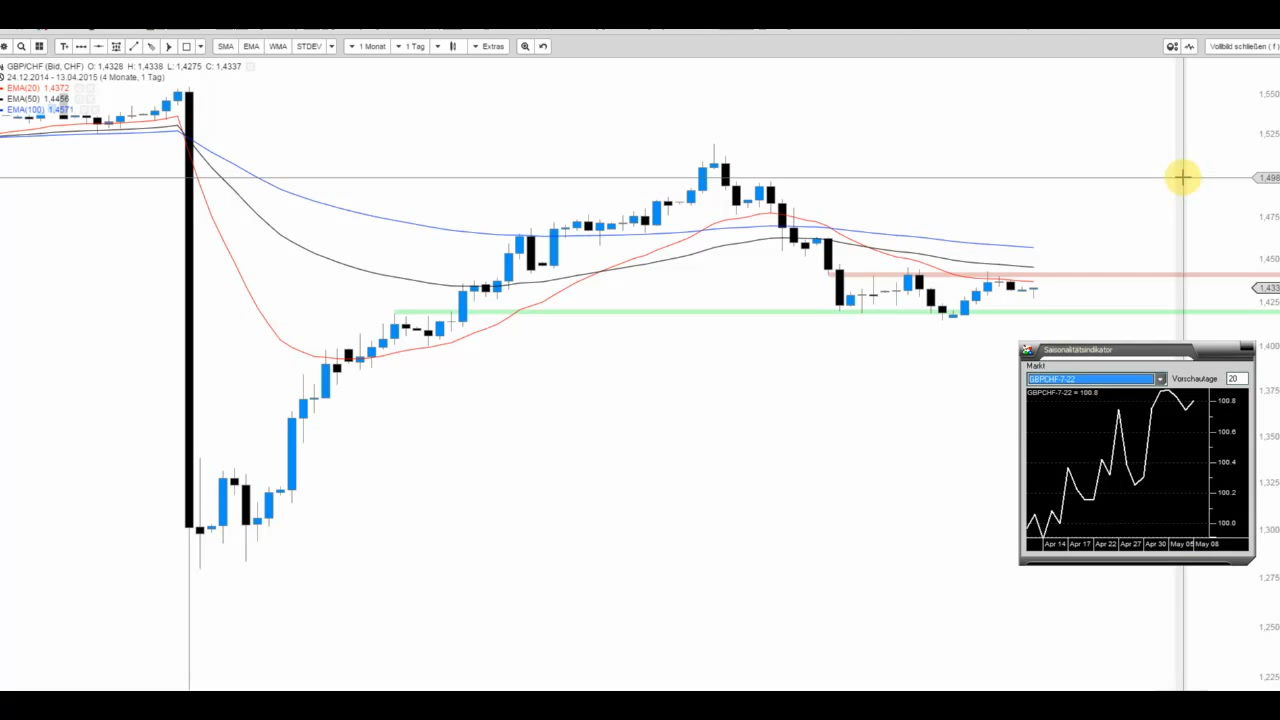 T
SMA EMA WMA STDEV 1 Monat 1 Tag Extras Vollbild schließen ( f
GBP/CHF (Bid, CHF) O: 1,4328 H: 1,4338 L: 1,4275 C: 1,4337
24.12.2014 - 13.04.2015 (4 Monate, 1 Tag)
EMA(20) 1,4372
EMA(50) 1,4456
EMA(100) 1,4571
1,550
1,525
1,498
1,475
1,450
1,433
1,425
1,400
1,375
1,350
1,325
1,300
1,275
1,250
1,225
Saisonalitätsindikator
Markt
GBPCHF-7-22 Vorschautage 20
GBPCHF-7-22 = 100.8
100.8
100.6
100.4
100.2
100.0
Apr 14 Apr 17 Apr 22 Apr 27 Apr 30 May 05 May 08